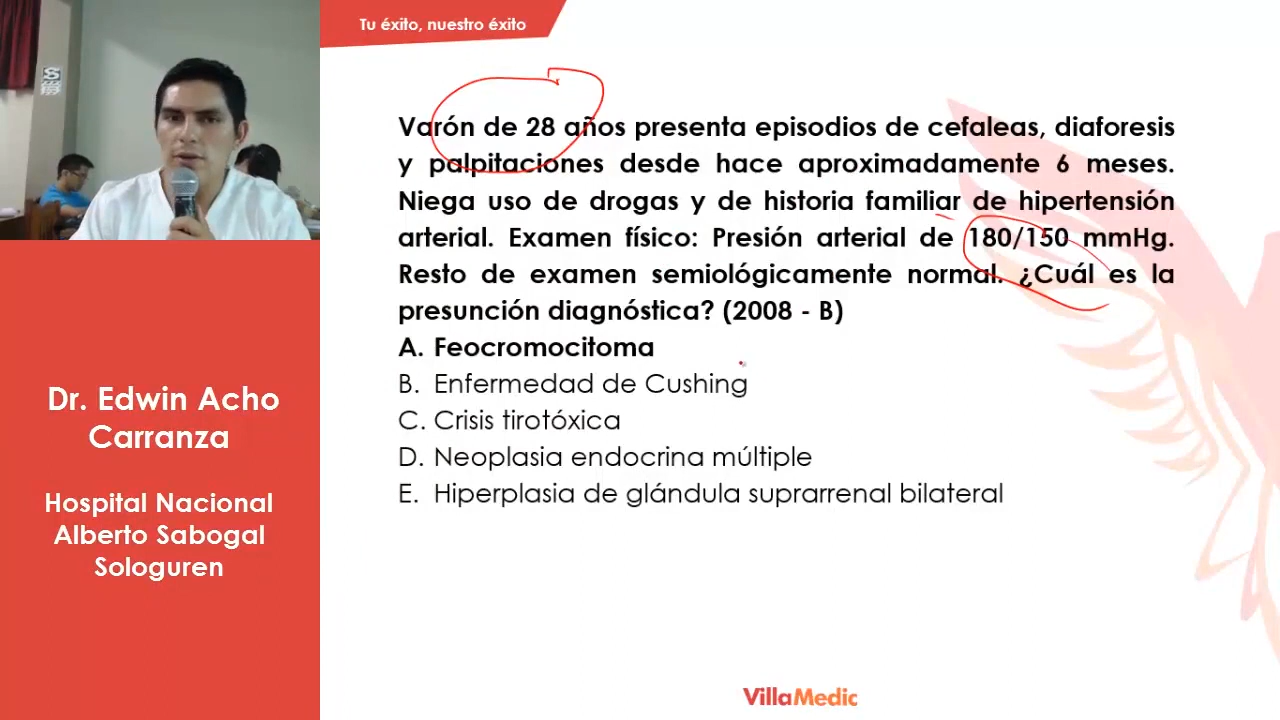 Tu éxito, nuestro éxito
Varón de 28 años presenta episodios de cefaleas, diaforesis
y palpitaciones desde hace aproximadamente 6 meses.
Niega uso de drogas y de historia familiar de hipertensión
arterial. Examen físico: Presión arterial de 180/150 mmHg.
Resto de examen semiológicamente normal. ¿Cuál es la
presunción diagnóstica? (2008 - B)
A. Feocromocitoma
B. Enfermedad de Cushing
C. Crisis tirotóxica
D. Neoplasia endocrina múltiple
E. Hiperplasia de glándula suprarrenal bilateral
Dr. Edwin Acho
Carranza
Hospital Nacional
Alberto Sabogal
Sologuren
VillaMedic